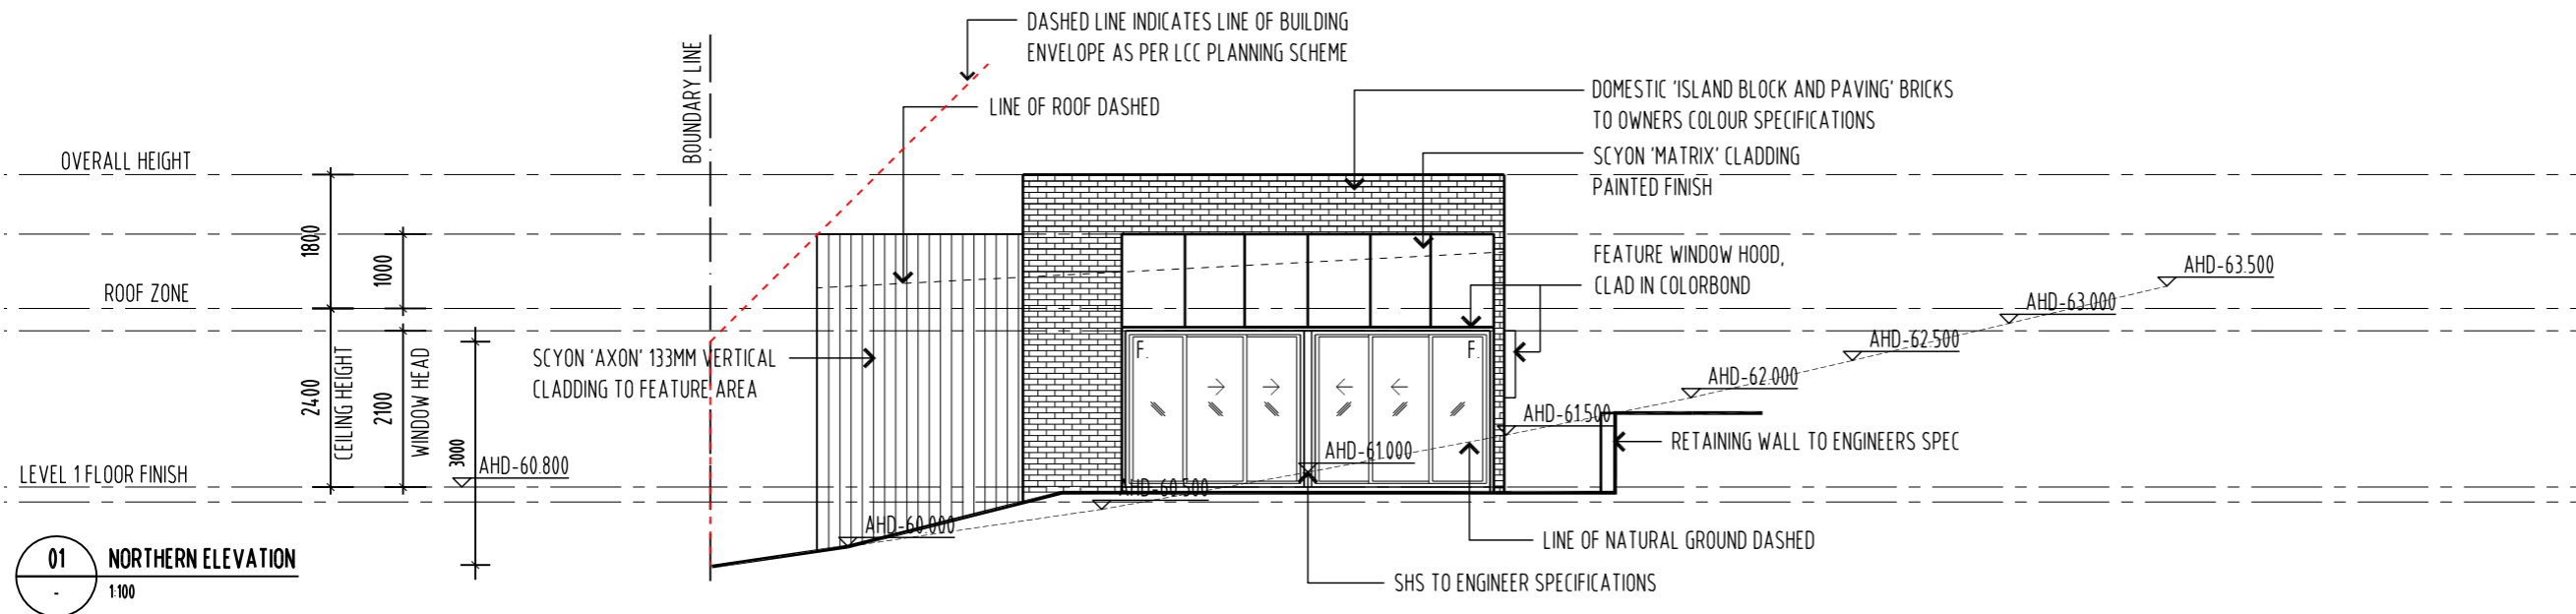 DASHED LINE INDICATES LINE OF BUILDING
ENVELOPE AS PER LCC PLANNING SCHEME
BOUNDARY LINE
LINE OF ROOF DASHED
DOMESTIC 'ISLAND BLOCK AND PAVING' BRICKS
TO OWNERS COLOUR SPECIFICATIONS
SCYON 'MATRIX' CLADDING
PAINTED FINISH
OVERALL HEIGHT
1800
1000
FEATURE WINDOW HOOD,
CLAD IN COLORBOND
AHD-63.500
AHD-63.000
AHD-62.500
AHD-62.000
AHD-61.500
ROOF ZONE
SCYON 'AXON' 133MM VERTICAL
CLADDING TO FEATURE AREA
F.
F.
2400
CEILING HEIGHT
2100
WINDOW HEAD
3000
RETAINING WALL TO ENGINEERS SPEC
AHD-61.000
LEVEL 1 FLOOR FINISH
AHD-60.800
AHD-60.500
AHD-60.000
LINE OF NATURAL GROUND DASHED
SHS TO ENGINEER SPECIFICATIONS
01
-
NORTHERN ELEVATION
1:100